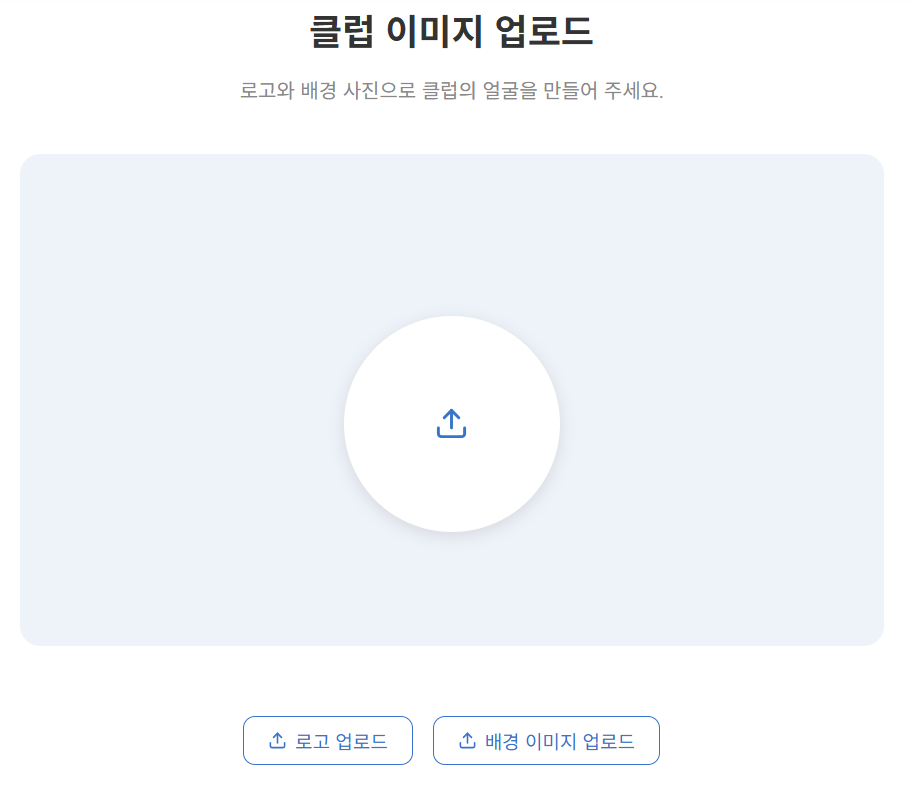 클럽 이미지 업로드
로고와 배경 사진으로 클럽의 얼굴을 만들어 주세요.
로고 업로드
배경 이미지 업로드